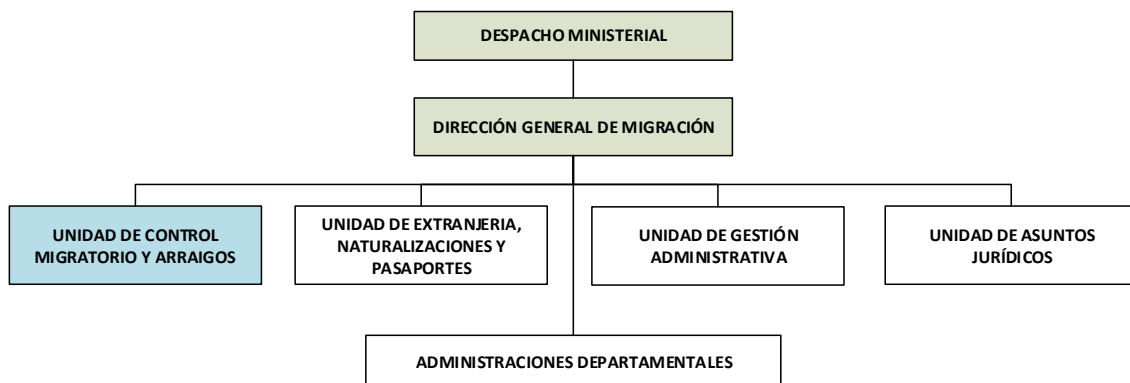 DESPACHO MINISTERIAL
DIRECCIÓN GENERAL DE MIGRACIÓN
UNIDAD DE CONTROL
MIGRATORIO Y ARRAIGOS
UNIDAD DE EXTRANJERIA,
NATURALIZACIONES Y
PASAPORTES
UNIDAD DE GESTIÓN
ADMINISTRATIVA
UNIDAD DE ASUNTOS
JURÍDICOS
ADMINISTRACIONES DEPARTAMENTALES